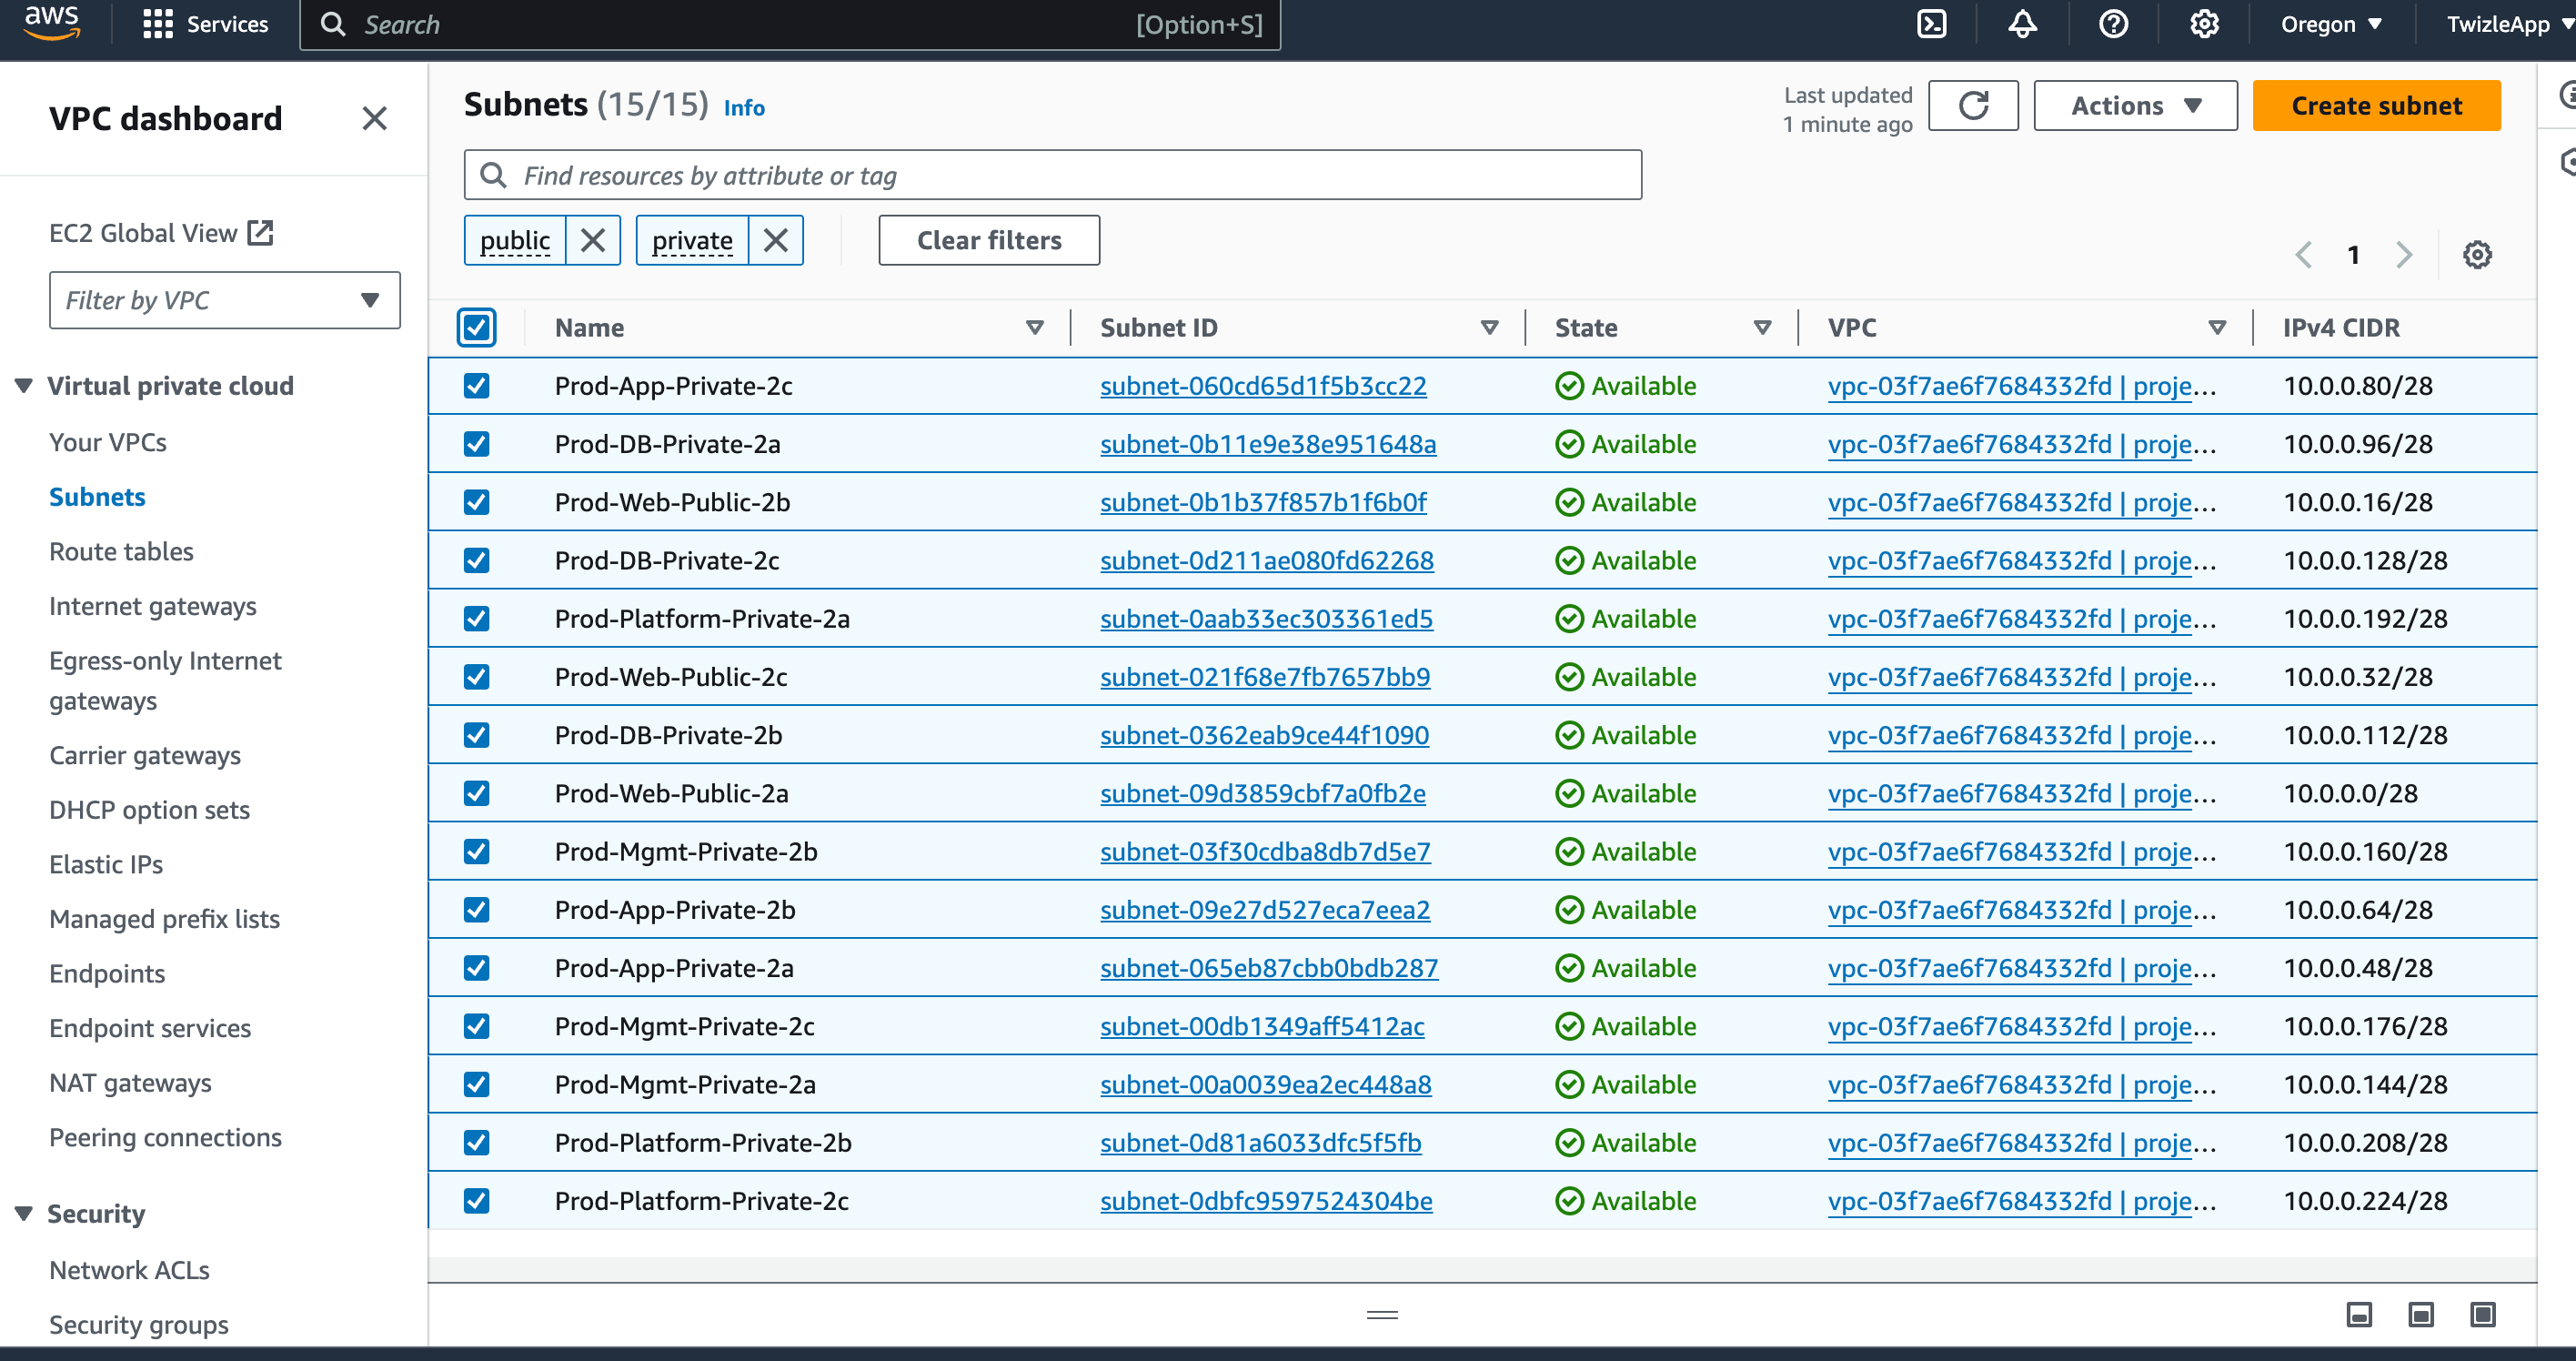 aws Services Search [Option+S] Oregon TwizleApp
VPC dashboard
EC2 Global View
Filter by VPC
Virtual private cloud
Your VPCs
Subnets
Route tables
Internet gateways
Egress-only Internet
gateways
Carrier gateways
DHCP option sets
Elastic IPs
Managed prefix lists
Endpoints
Endpoint services
NAT gateways
Peering connections
Security
Network ACLs
Security groups
Subnets (15/15) Info
Last updated
1 minute ago
Actions
Create subnet
Find resources by attribute or tag
public private Clear filters
1
Name Subnet ID State VPC IPv4 CIDR
Prod-App-Private-2c subnet-060cd65d1f5b3cc22 Available vpc-03f7ae6f7684332fd | proje… 10.0.0.80/28
Prod-DB-Private-2a subnet-0b11e9e38e951648a Available vpc-03f7ae6f7684332fd | proje… 10.0.0.96/28
Prod-Web-Public-2b subnet-0b1b37f857b1f6b0f Available vpc-03f7ae6f7684332fd | proje… 10.0.0.16/28
Prod-DB-Private-2c subnet-0d211ae080fd62268 Available vpc-03f7ae6f7684332fd | proje… 10.0.0.128/28
Prod-Platform-Private-2a subnet-0aab33ec303361ed5 Available vpc-03f7ae6f7684332fd | proje… 10.0.0.192/28
Prod-Web-Public-2c subnet-021f68e7fb7657bb9 Available vpc-03f7ae6f7684332fd | proje… 10.0.0.32/28
Prod-DB-Private-2b subnet-0362eab9ce44f1090 Available vpc-03f7ae6f7684332fd | proje… 10.0.0.112/28
Prod-Web-Public-2a subnet-09d3859cbf7a0fb2e Available vpc-03f7ae6f7684332fd | proje… 10.0.0.0/28
Prod-Mgmt-Private-2b subnet-03f30cdba8db7d5e7 Available vpc-03f7ae6f7684332fd | proje… 10.0.0.160/28
Prod-App-Private-2b subnet-09e27d527eca7eea2 Available vpc-03f7ae6f7684332fd | proje… 10.0.0.64/28
Prod-App-Private-2a subnet-065eb87cbb0bdb287 Available vpc-03f7ae6f7684332fd | proje… 10.0.0.48/28
Prod-Mgmt-Private-2c subnet-00db1349aff5412ac Available vpc-03f7ae6f7684332fd | proje… 10.0.0.176/28
Prod-Mgmt-Private-2a subnet-00a0039ea2ec448a8 Available vpc-03f7ae6f7684332fd | proje… 10.0.0.144/28
Prod-Platform-Private-2b subnet-0d81a6033dfc5f5fb Available vpc-03f7ae6f7684332fd | proje… 10.0.0.208/28
Prod-Platform-Private-2c subnet-0dbfc9597524304be Available vpc-03f7ae6f7684332fd | proje… 10.0.0.224/28